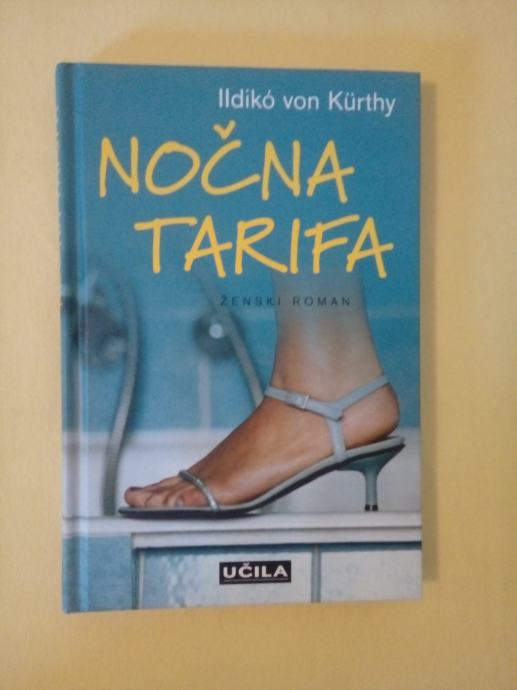 Ildikó von Kürthy
NOČNA
TARIFA
ŽENSKI ROMAN
UČILA